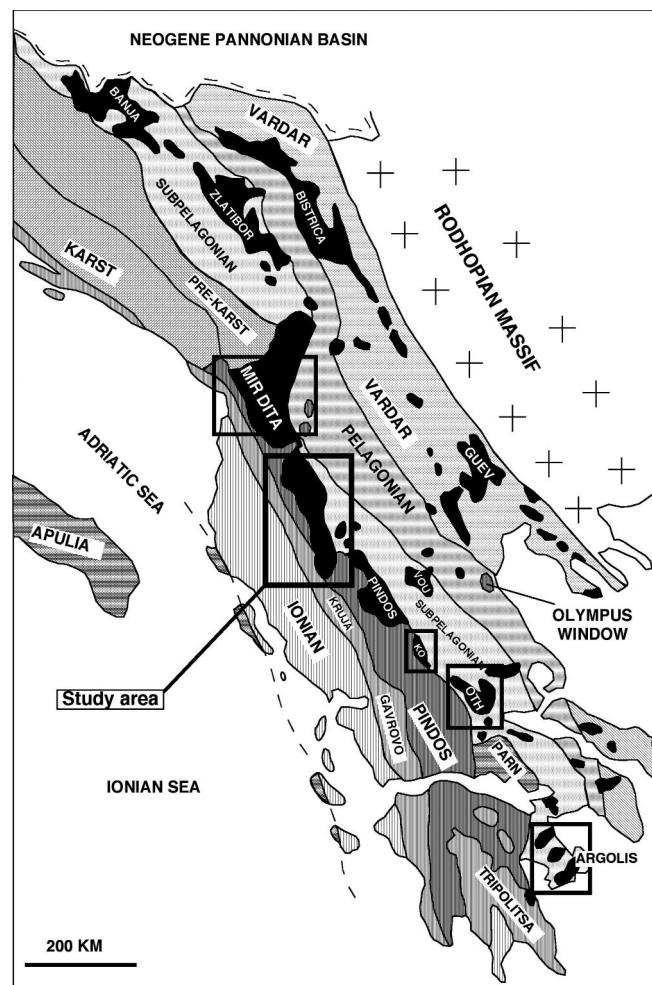 NEOGENE PANNONIAN BASIN
BANJA
VARDAR
SUBPELAGONIAN
ZLATIBOR
BISTRICA
RODHOPIAN MASSIF
KARST
PRE-KARST
MIRDITA
VARDAR
PELAGONIAN
GUEV
ADRIATIC SEA
APULIA
VOU
PINDOS
SUBPELAGONIAN
OLYMPUS
WINDOW
IONIAN
KRUJA
KO
Study area
OTH
GAVROVO
PINDOS
PARN
IONIAN SEA
ARGOLIS
TRIPOLITSA
200 KM